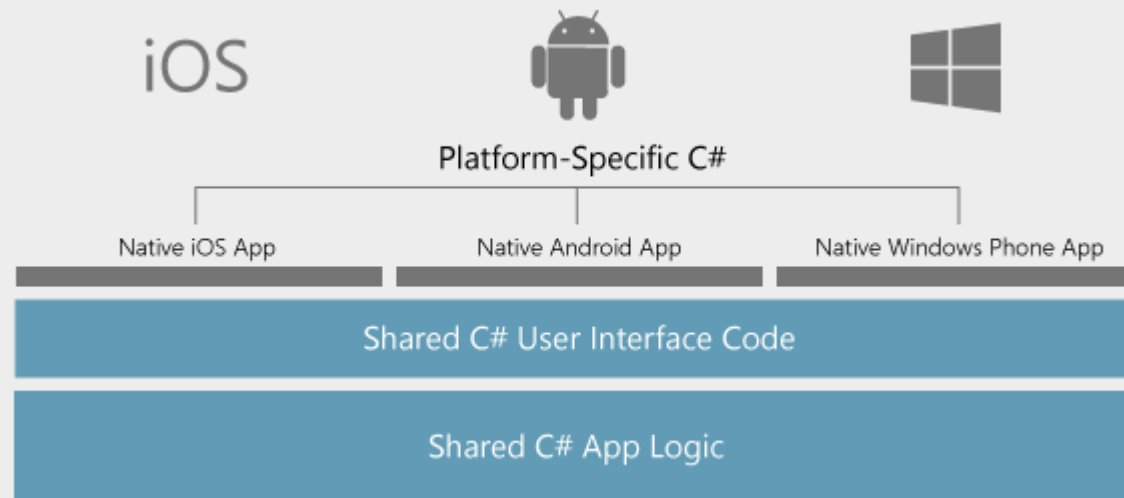 iOS
Platform-Specific C#
Native iOS App
Native Android App
Native Windows Phone App
Shared C# User Interface Code
Shared C# App Logic